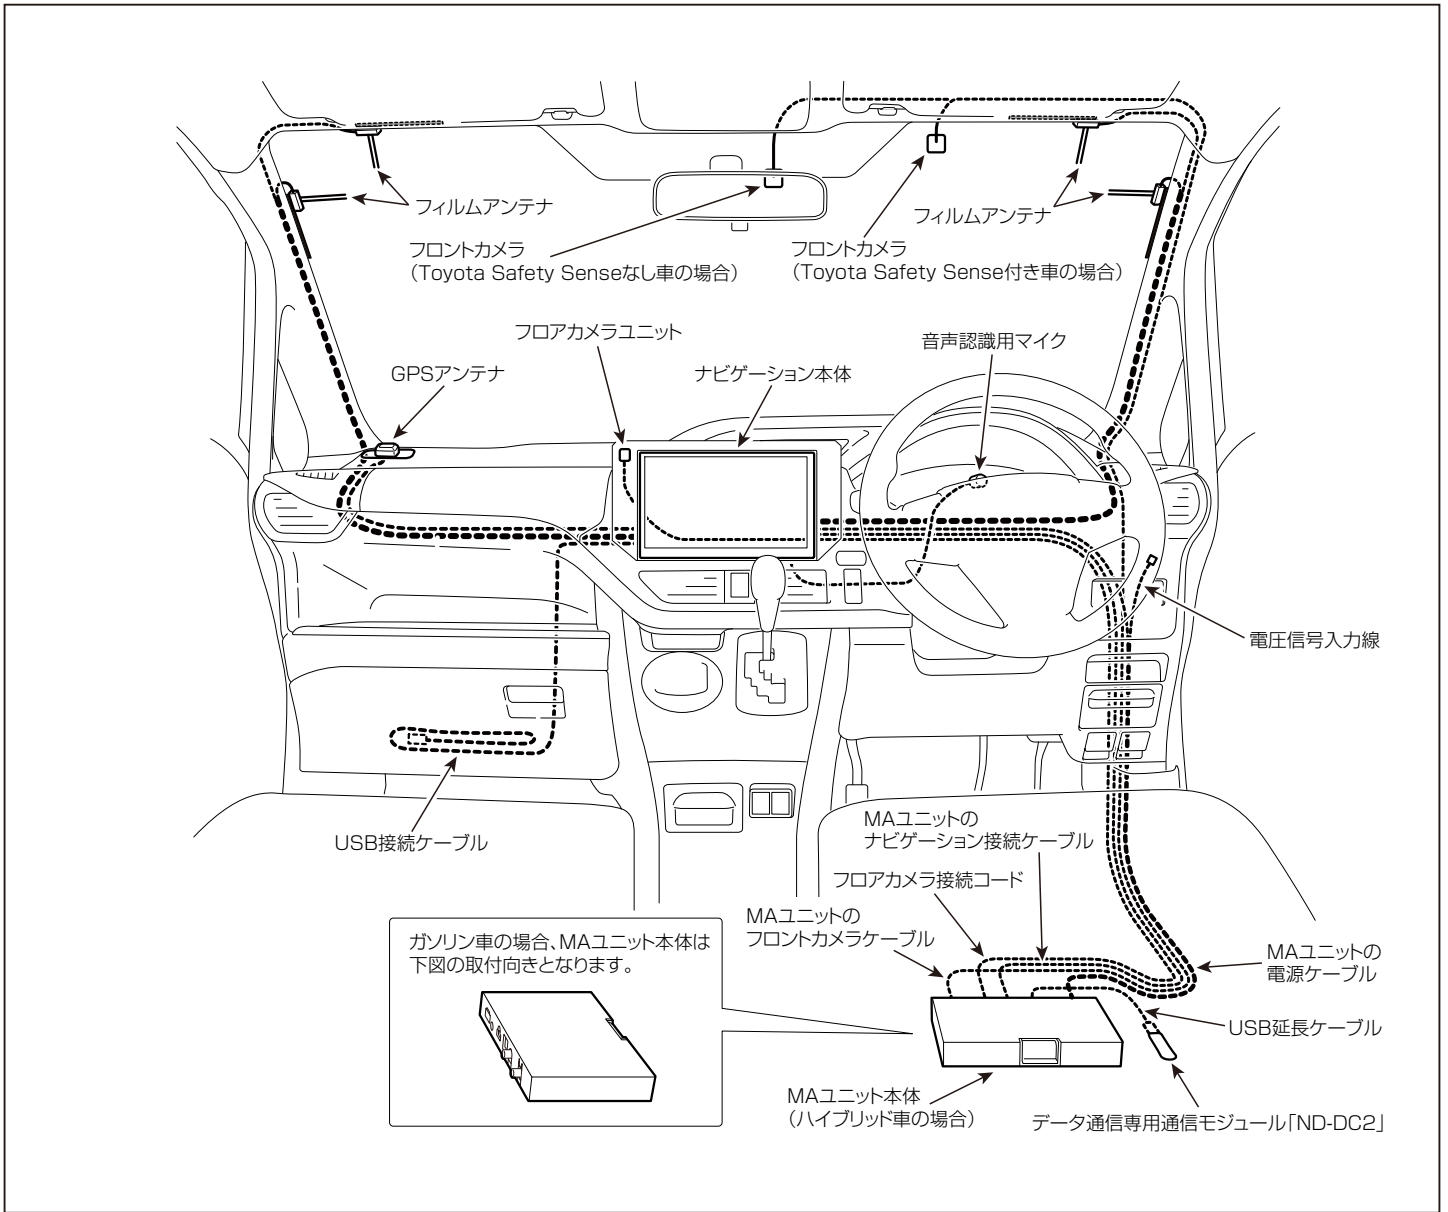 フィルムアンテナ
フィルムアンテナ
フロントカメラ
（Toyota Safety Senseなし車の場合）
フロントカメラ
（Toyota Safety Sense付き車の場合）
フロアカメラユニット
音声認識用マイク
GPSアンテナ
ナビゲーション本体
電圧信号入力線
USB接続ケーブル
MAユニットの
ナビゲーション接続ケーブル
フロアカメラ接続コード
MAユニットの
フロントカメラケーブル
ガソリン車の場合、MAユニット本体は
下図の取付向きとなります。
MAユニットの
電源ケーブル
USB延長ケーブル
MAユニット本体
（ハイブリッド車の場合）
データ通信専用通信モジュール「ND-DC2」